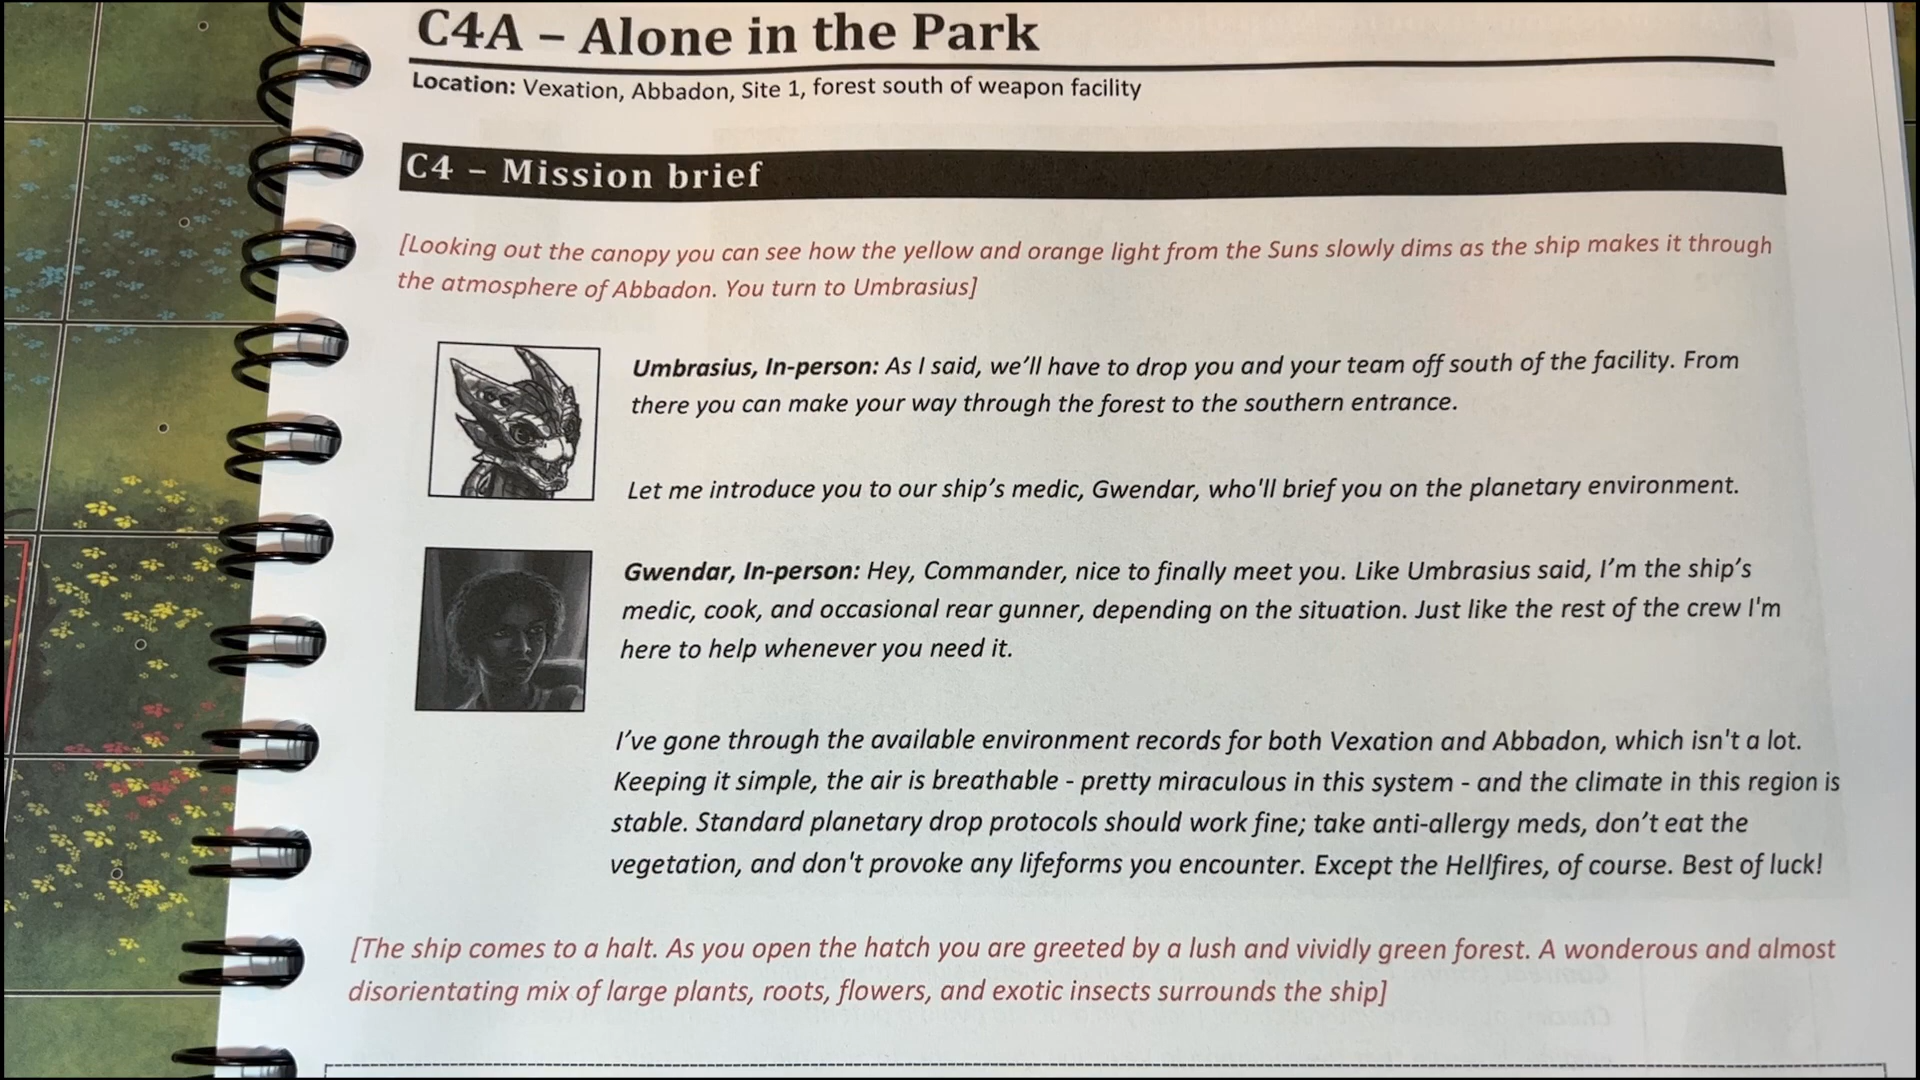 C4A – Alone in the Park
Location: Vexation, Abbadon, Site 1, forest south of weapon facility
C4 – Mission brief
[Looking out the canopy you can see how the yellow and orange light from the Suns slowly dims as the ship makes it through
the atmosphere of Abbadon. You turn to Umbrasius]
Umbrasius, In-person: As I said, we’ll have to drop you and your team off south of the facility. From
there you can make your way through the forest to the southern entrance.
Let me introduce you to our ship’s medic, Gwendar, who'll brief you on the planetary environment.
Gwendar, In-person: Hey, Commander, nice to finally meet you. Like Umbrasius said, I’m the ship’s
medic, cook, and occasional rear gunner, depending on the situation. Just like the rest of the crew I'm
here to help whenever you need it.
I’ve gone through the available environment records for both Vexation and Abbadon, which isn't a lot.
Keeping it simple, the air is breathable - pretty miraculous in this system - and the climate in this region is
stable. Standard planetary drop protocols should work fine; take anti-allergy meds, don’t eat the
vegetation, and don't provoke any lifeforms you encounter. Except the Hellfires, of course. Best of luck!
[The ship comes to a halt. As you open the hatch you are greeted by a lush and vividly green forest. A wonderous and almost
disorientating mix of large plants, roots, flowers, and exotic insects surrounds the ship]